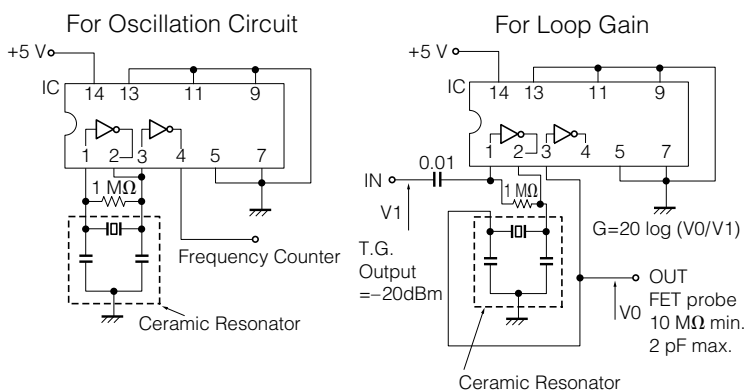 For Oscillation Circuit
+5 V
IC
14 13 11 9
1 2 3 4 5 7
1 MΩ
Frequency Counter
Ceramic Resonator
For Loop Gain
+5 V
IC
14 13 11 9
1 2 3 4 5 7
0.01
IN
1 MΩ
V1
G=20 log (V0/V1)
T.G.
Output
=–20dBm
OUT
V0
FET probe
10 MΩ min.
2 pF max.
Ceramic Resonator